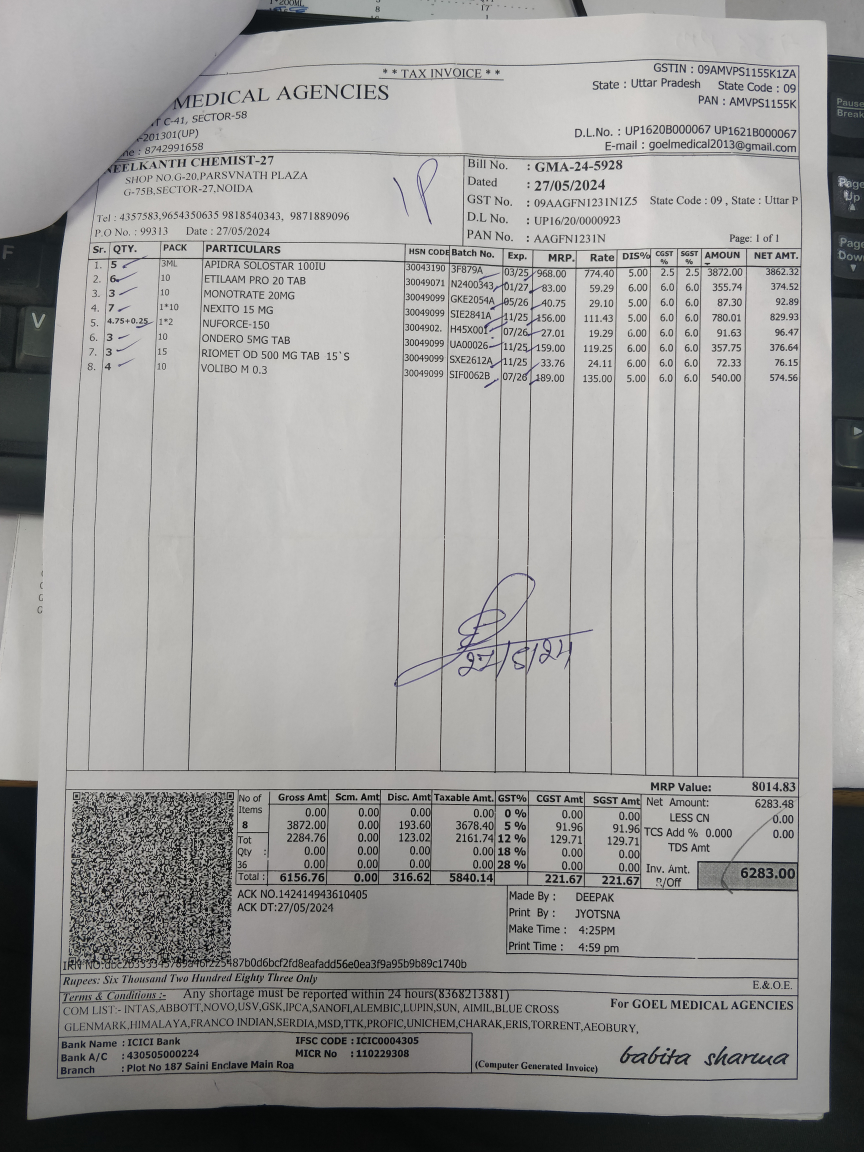 * * TAX INVOICE * *
GSTIN : 09AMVPS1155K1ZA
State : Uttar Pradesh State Code : 09
PAN : AMVPS1155K
MEDICAL AGENCIES
C-41, SECTOR-58
-201301(UP)
: 8742991658
D.L.No. : UP1620B000067 UP1621B000067
E-mail : goelmedical2013@gmail.com
NEELKANTH CHEMIST-27
SHOP NO.G-20,PARSVNATH PLAZA
G-75B,SECTOR-27,NOIDA
Tel : 4357583,9654350635 9818540343, 9871889096
P.O No. : 99313 Date : 27/05/2024
IP
Bill No. : GMA-24-5928
Dated : 27/05/2024
GST No. : 09AAGFN1231N1Z5 State Code : 09 , State : Uttar P
D.L No. : UP16/20/0000923
PAN No. : AAGFN1231N Page: 1 of 1
Sr. QTY. PACK PARTICULARS HSN CODE Batch No. Exp. MRP. Rate DIS% CGST % SGST % AMOUN NET AMT.
1. 5 3ML APIDRA SOLOSTAR 100IU 30043190 3F879A 03/25 968.00 774.40 5.00 2.5 2.5 3872.00 3862.32
2. 6 10 ETILAAM PRO 20 TAB 30049071 N2400343 01/27 83.00 59.29 6.00 6.0 6.0 355.74 374.52
3. 3 10 MONOTRATE 20MG 30049099 GKE2054A 05/26 40.75 29.10 5.00 6.0 6.0 87.30 92.89
4. 7 1*10 NEXITO 15 MG 30049099 SIE2841A 11/25 156.00 111.43 5.00 6.0 6.0 780.01 829.93
5. 4.75+0.25 1*2 NUFORCE-150 3004902. H45X001 07/26 27.01 19.29 6.00 6.0 6.0 91.63 96.47
6. 3 10 ONDERO 5MG TAB 30049099 UA00026 11/25 159.00 119.25 6.00 6.0 6.0 357.75 376.64
7. 3 15 RIOMET OD 500 MG TAB 15`S 30049099 SXE2612A 11/25 33.76 24.11 6.00 6.0 6.0 72.33 76.15
8. 4 10 VOLIBO M 0.3 30049099 SIF0062B 07/26 189.00 135.00 5.00 6.0 6.0 540.00 574.56
27/5/24
MRP Value: 8014.83
No of Items 8 Tot Qty : 36
Gross Amt Scm. Amt Disc. Amt Taxable Amt. GST% CGST Amt SGST Amt
0.00 0.00 0.00 0.00 0 % 0.00 0.00
3872.00 0.00 193.60 3678.40 5 % 91.96 91.96
2284.76 0.00 123.02 2161.74 12 % 129.71 129.71
0.00 0.00 0.00 0.00 18 % 0.00 0.00
0.00 0.00 0.00 0.00 28 % 0.00 0.00
Total : 6156.76 0.00 316.62 5840.14 221.67 221.67
Net Amount: 6283.48
LESS CN 0.00
TCS Add % 0.000 0.00
TDS Amt
Inv. Amt. R/Off 6283.00
ACK NO.142414943610405
ACK DT:27/05/2024
Made By : DEEPAK
Print By : JYOTSNA
Make Time : 4:25PM
Print Time : 4:59 pm
Rupees: Six Thousand Two Hundred Eighty Three Only
E.& O.E.
Terms & Conditions :- Any shortage must be reported within 24 hours(8368213881)
COM LIST:- INTAS,ABBOTT,NOVO,USV,GSK,IPCA,SANOFI,ALEMBIC,LUPIN,SUN, AIMIL,BLUE CROSS
GLENMARK,HIMALAYA,FRANCO INDIAN,SERDIA,MSD,TTK,PROFIC,UNICHEM,CHARAK,ERIS,TORRENT,AEOBURY,
For GOEL MEDICAL AGENCIES
Bank Name : ICICI Bank IFSC CODE : ICIC0004305
Bank A/C : 430505000224 MICR No : 110229308
Branch : Plot No 187 Saini Enclave Main Roa
(Computer Generated Invoice)
babita sharma
Pause
Break
Page
Up
Page
Down
F
V